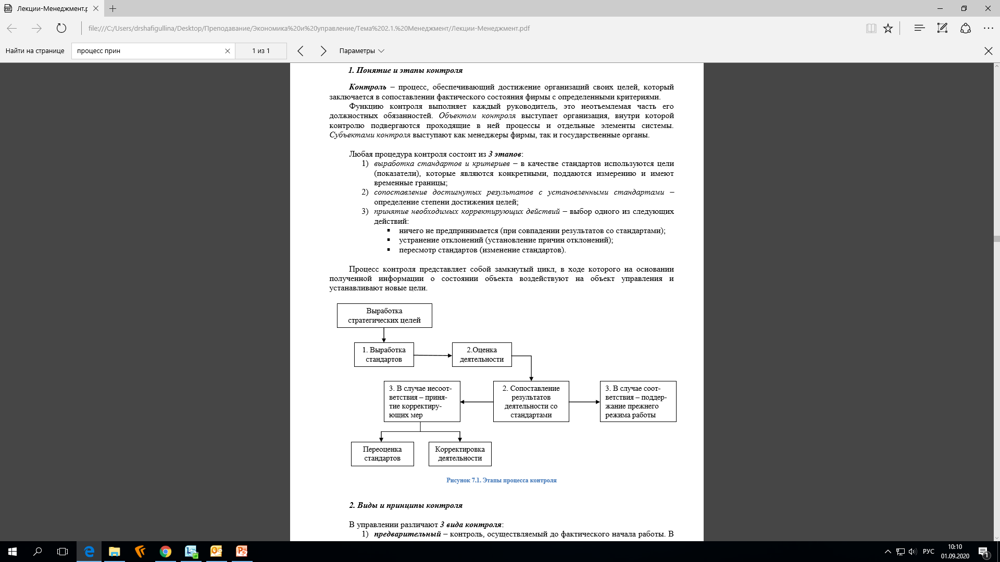 Лекции-Менеджмент.p
file:///C:/Users/drshafigullina/Desktop/Преподавание/Экономика%20и%20управление/Тема%202.1.%20Менеджмент/Лекции-Менеджмент.pdf
Найти на странице
процесс прин
1 из 1
Параметры
1. Понятие и этапы контроля
Контроль – процесс, обеспечивающий достижение организаций своих целей, который
заключается в сопоставлении фактического состояния фирмы с определенными критериями.
Функцию контроля выполняет каждый руководитель, это неотъемлемая часть его
должностных обязанностей. Объектом контроля выступает организация, внутри которой
контролю подвергаются проходящие в ней процессы и отдельные элементы системы.
Субъектами контроля выступают как менеджеры фирмы, так и государственные органы.
Любая процедура контроля состоит из 3 этапов:
1) выработка стандартов и критериев – в качестве стандартов используются цели
(показатели), которые являются конкретными, поддаются измерению и имеют
временные границы;
2) сопоставление достигнутых результатов с установленными стандартами –
определение степени достижения целей;
3) принятие необходимых корректирующих действий – выбор одного из следующих
действий:
▪ ничего не предпринимается (при совпадении результатов со стандартами);
▪ устранение отклонений (установление причин отклонений);
▪ пересмотр стандартов (изменение стандартов).
Процесс контроля представляет собой замкнутый цикл, в ходе которого на основании
полученной информации о состоянии объекта воздействуют на объект управления и
устанавливают новые цели.
Выработка
стратегических целей
1. Выработка
стандартов
2.Оценка
деятельности
3. В случае несоот-
ветствия – приня-
тие корректиру-
ющих мер
2. Сопоставление
результатов
деятельности со
стандартами
3. В случае соот-
ветствия – поддер-
жание прежнего
режима работы
Переоценка
стандартов
Корректировка
деятельности
Рисунок 7.1. Этапы процесса контроля
2. Виды и принципы контроля
В управлении различают 3 вида контроля:
1) предварительный – контроль, осуществляемый до фактического начала работы. В
РУС
10:10
01.09.2020
1